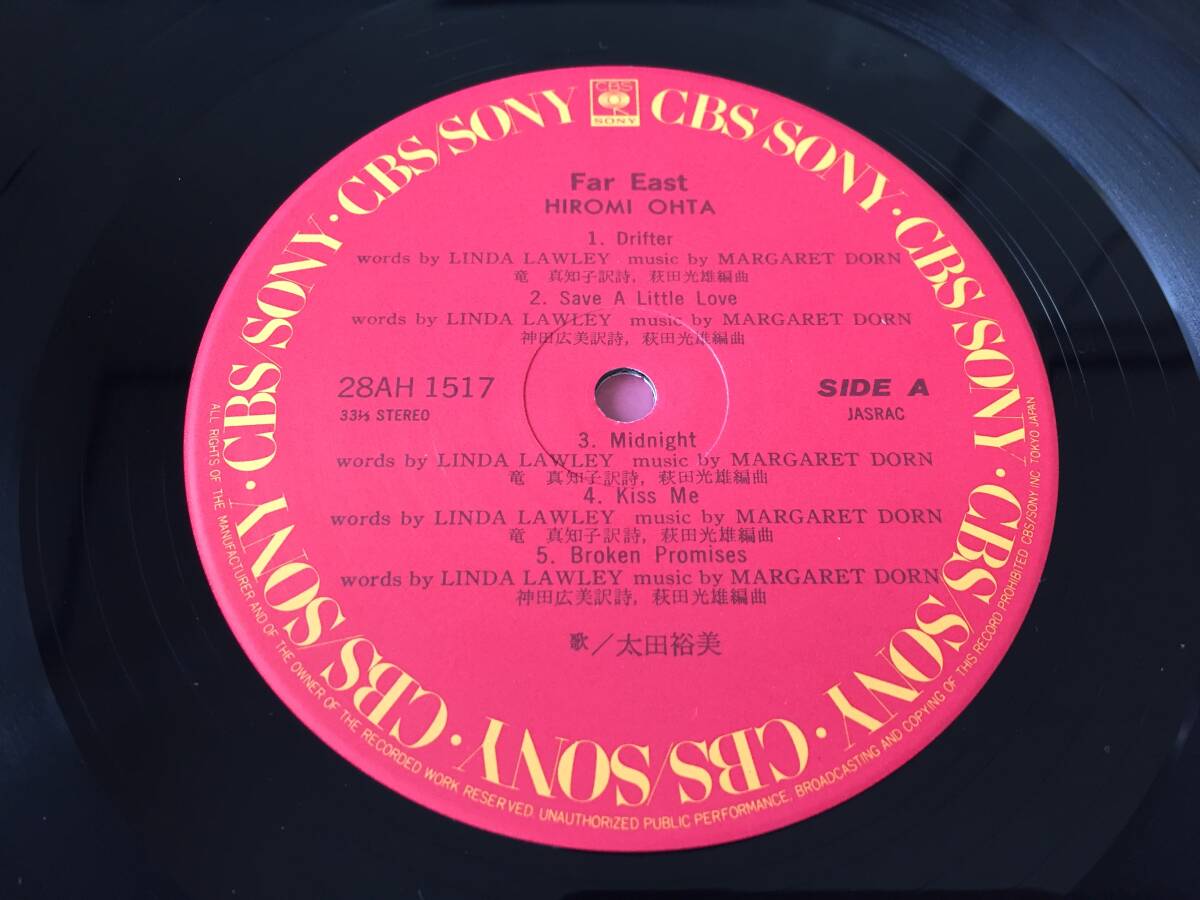 CBS
SONY
CBS/SONY · CBS/SONY · CBS/SONY · CBS/SONY · CBS/SONY · CBS/SONY · CBS/SONY · CBS/SONY
Far East
HIROMI OHTA
1. Drifter
words by LINDA LAWLEY music by MARGARET DORN
竜 真知子訳詩, 萩田光雄編曲
2. Save A Little Love
words by LINDA LAWLEY music by MARGARET DORN
神田広美訳詩, 萩田光雄編曲
28AH 1517
33⅓ STEREO
SIDE A
JASRAC
3. Midnight
words by LINDA LAWLEY music by MARGARET DORN
竜 真知子訳詩, 萩田光雄編曲
4. Kiss Me
words by LINDA LAWLEY music by MARGARET DORN
竜 真知子訳詩, 萩田光雄編曲
5. Broken Promises
words by LINDA LAWLEY music by MARGARET DORN
神田広美訳詩, 萩田光雄編曲
歌/太田裕美
ALL RIGHTS OF THE MANUFACTURER AND OF THE OWNER OF THE RECORDED WORK RESERVED. UNAUTHORIZED PUBLIC PERFORMANCE, BROADCASTING AND COPYING OF THIS RECORD PROHIBITED CBS/SONY INC. TOKYO JAPAN